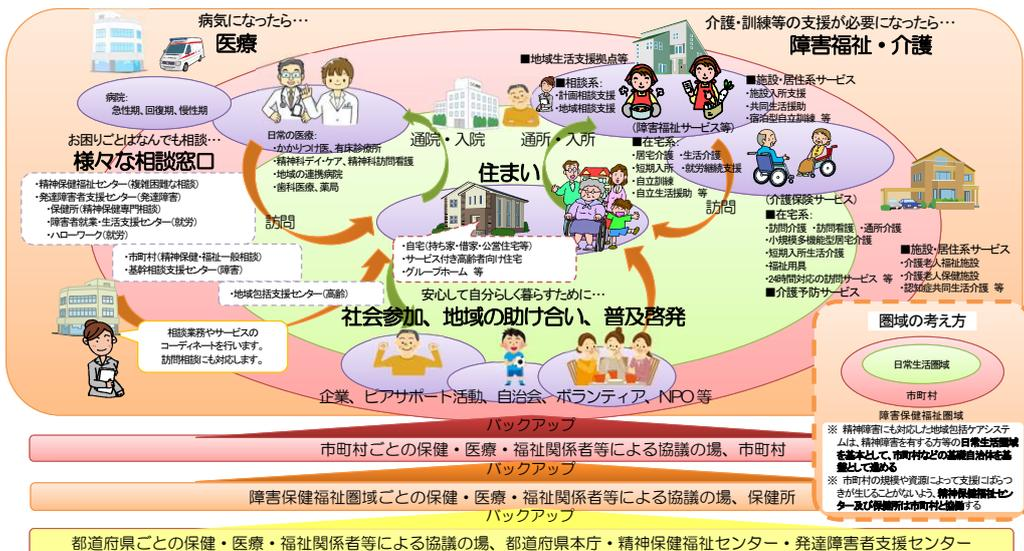 病気になったら…
医療
病院：
急性期、回復期、慢性期
日常の医療：
・かかりつけ医、有床診療所
・精神科デイ・ケア、精神科訪問看護
・地域の連携病院
・歯科医療、薬局
お困りごとはなんでも相談…
様々な相談窓口
・精神保健福祉センター（複雑困難な相談）
・発達障害者支援センター（発達障害）
・保健所（精神保健専門相談）
・障害者就業・生活支援センター（就労）
・ハローワーク（就労）
・市町村（精神保健・福祉一般相談）
・基幹相談支援センター（障害）
・地域包括支援センター（高齢）
相談業務やサービスの
コーディネートを行います。
訪問相談にも対応します。
訪問
通院・入院
通所・入所
住まい
・自宅（持ち家・借家・公営住宅等）
・サービス付き高齢者向け住宅
・グループホーム 等
訪問
介護・訓練等の支援が必要になったら…
障害福祉・介護
■地域生活支援拠点等
■相談系：
・計画相談支援
・地域相談支援
（障害福祉サービス等）
■在宅系：
・居宅介護 ・生活介護
・短期入所 ・就労継続支援
・自立訓練
・自立生活援助 等
■施設・居住系サービス
・施設入所支援
・共同生活援助
・宿泊型自立訓練 等
（介護保険サービス）
■在宅系：
・訪問介護 ・訪問看護 ・通所介護
・小規模多機能型居宅介護
・短期入所生活介護
・福祉用具
・24時間対応の訪問サービス 等
■介護予防サービス
■施設・居住系サービス
・介護老人福祉施設
・介護老人保健施設
・認知症共同生活介護 等
安心して自分らしく暮らすために…
社会参加、地域の助け合い、普及啓発
企業、ピアサポート活動、自治会、ボランティア、NPO 等
圏域の考え方
日常生活圏域
市町村
障害保健福祉圏域
※ 精神障害にも対応した地域包括ケアシステ
ムは、精神障害を有する方等の日常生活圏域
を基本として、市町村などの基礎自治体を基
盤として進める
※ 市町村の規模や資源によって支援にばらつ
きが生じることがないよう、精神保健福祉セン
ター及び保健所は市町村と協働する
バックアップ
市町村ごとの保健・医療・福祉関係者等による協議の場、市町村
バックアップ
障害保健福祉圏域ごとの保健・医療・福祉関係者等による協議の場、保健所
バックアップ
都道府県ごとの保健・医療・福祉関係者等による協議の場、都道府県本庁・精神保健福祉センター・発達障害者支援センター